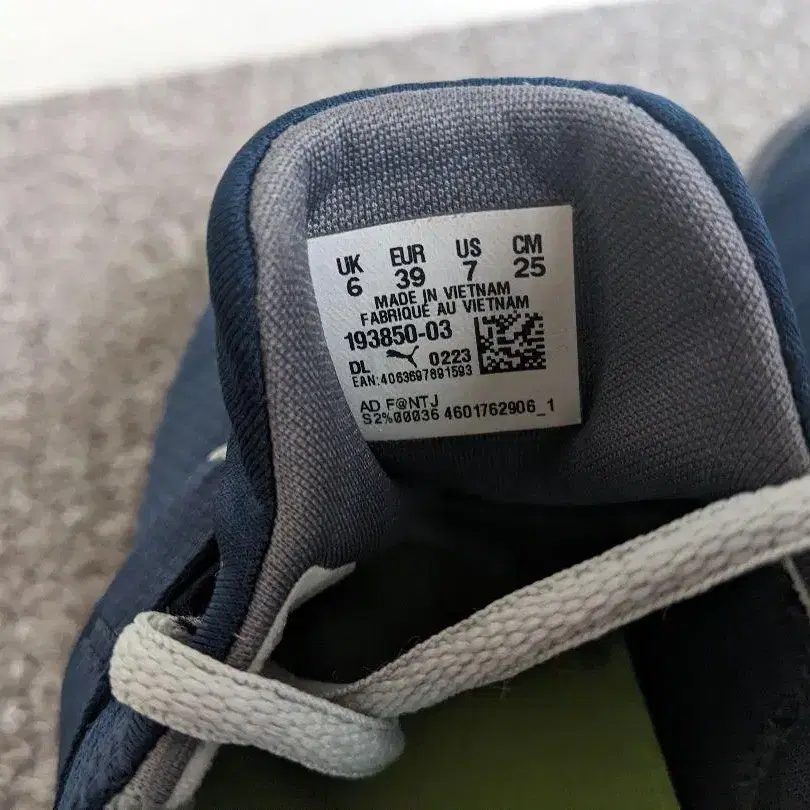 UK EUR US CM
6 39 7 25
MADE IN VIETNAM
FABRIQUÉ AU VIETNAM
193850-03
DL 0223
EAN:4063697891593
AD F@NTJ
S2%00036 4601762906_1